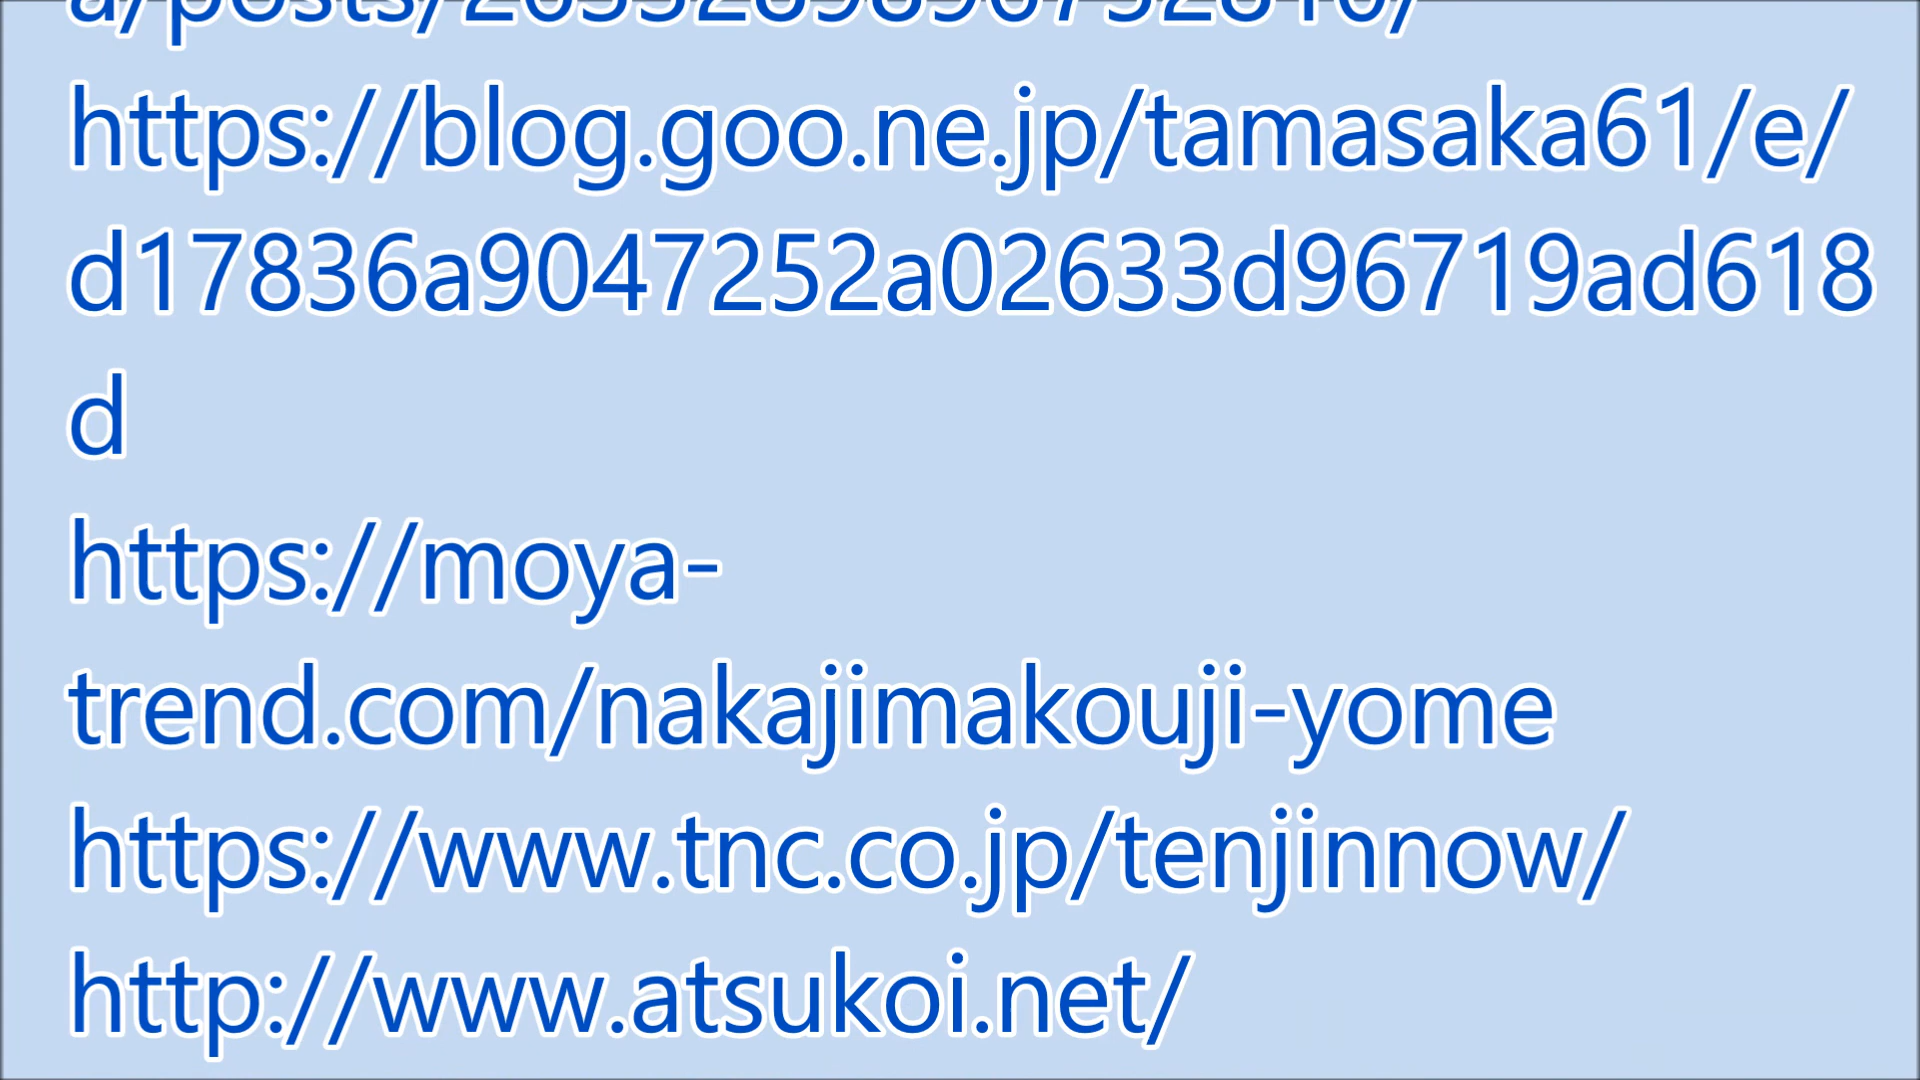 https://blog.goo.ne.jp/tamasaka61/e/
d17836a9047252a02633d96719ad618
d
https://moya-
trend.com/nakajimakouji-yome
https://www.tnc.co.jp/tenjinnow/
http://www.atsukoi.net/